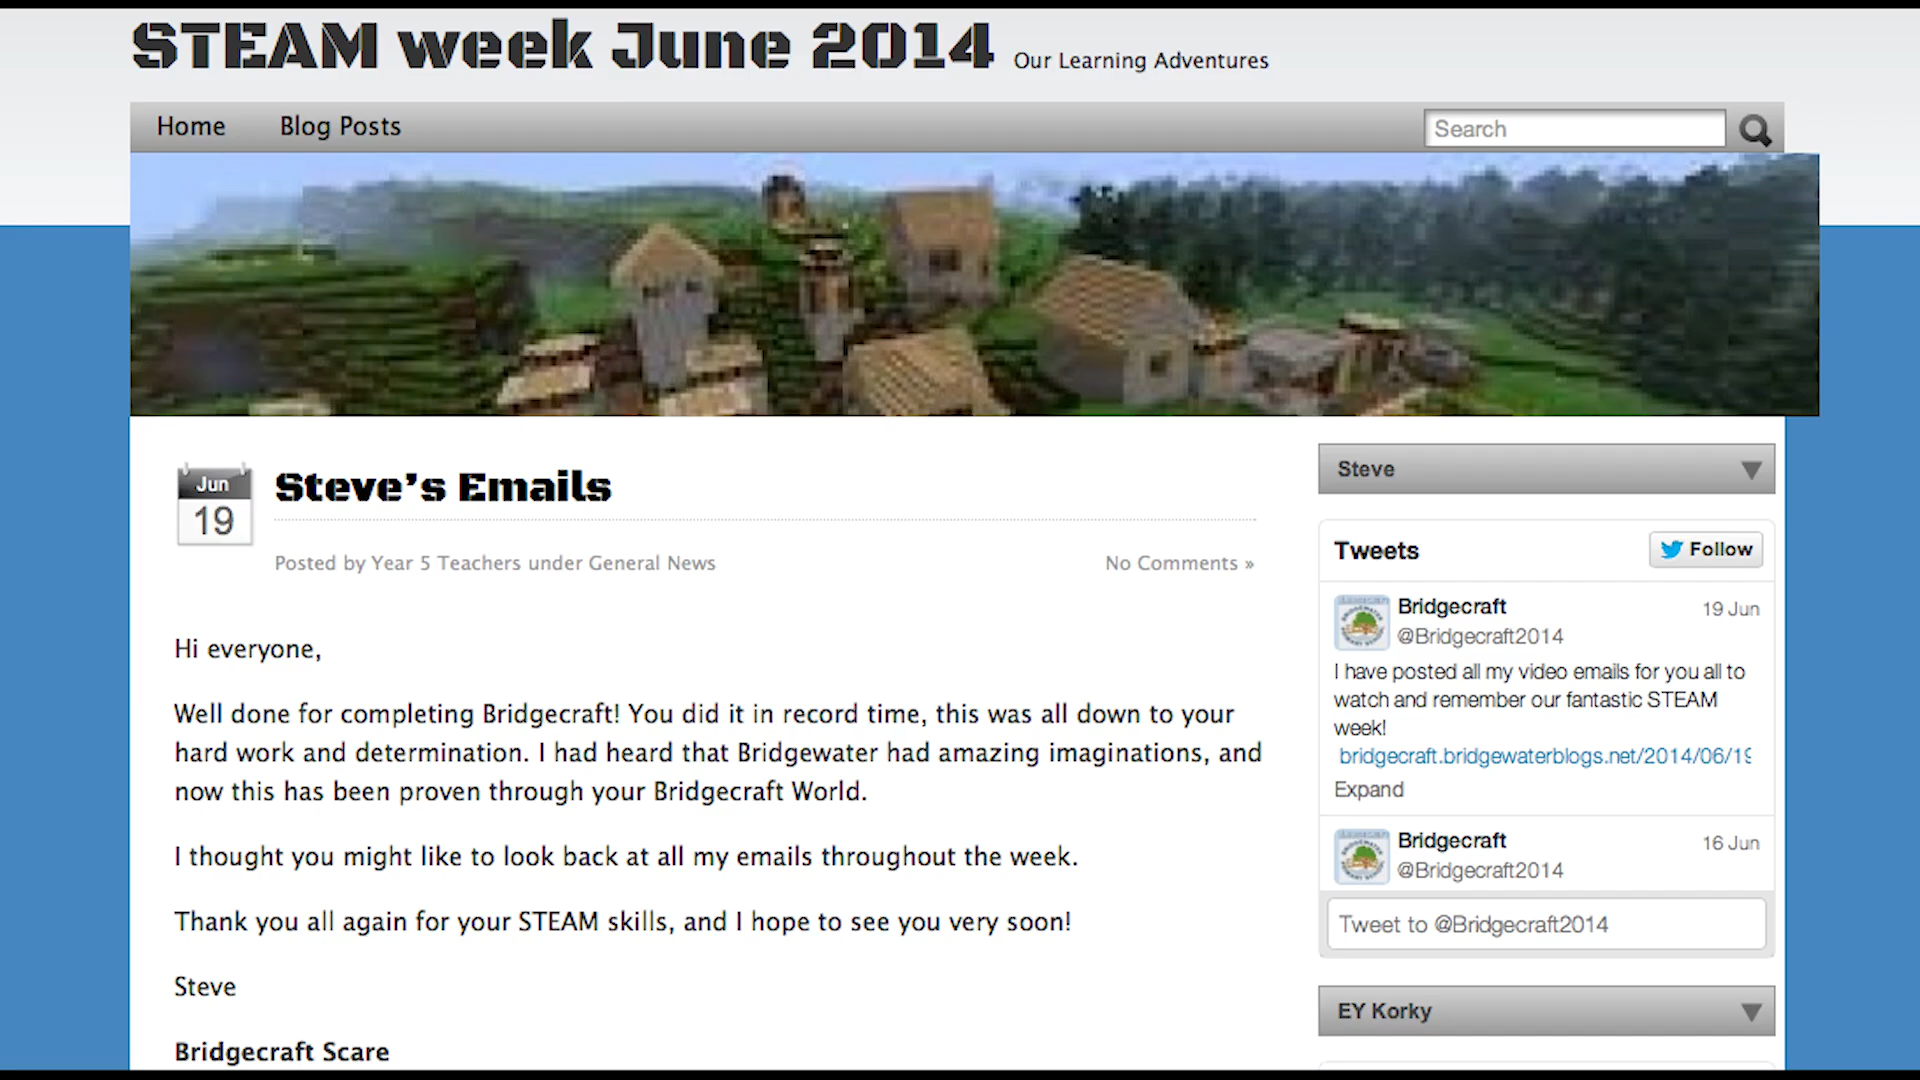 STEAM week June 2014 Our Learning Adventures
Home Blog Posts Search
Jun
19
Steve's Emails
Posted by Year 5 Teachers under General News No Comments »
Hi everyone,
Well done for completing Bridgecraft! You did it in record time, this was all down to your
hard work and determination. I had heard that Bridgewater had amazing imaginations, and
now this has been proven through your Bridgecraft World.
I thought you might like to look back at all my emails throughout the week.
Thank you all again for your STEAM skills, and I hope to see you very soon!
Steve
Bridgecraft Scare
Steve
Tweets Follow
Bridgecraft 19 Jun
@Bridgecraft2014
I have posted all my video emails for you all to
watch and remember our fantastic STEAM
week!
bridgecraft.bridgewaterblogs.net/2014/06/19
Expand
Bridgecraft 16 Jun
@Bridgecraft2014
Tweet to @Bridgecraft2014
EY Korky